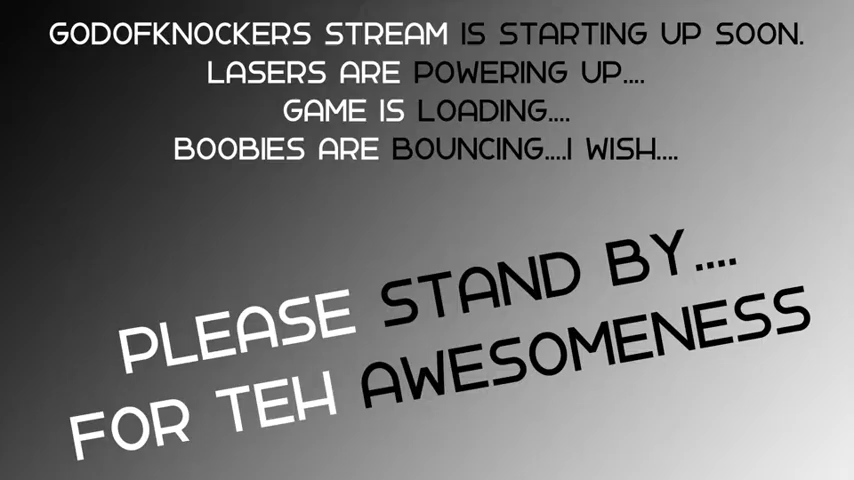 GODOFKNOCKERS STREAM IS STARTING UP SOON.
LASERS ARE POWERING UP....
GAME IS LOADING....
BOOBIES ARE BOUNCING....I WISH....
PLEASE STAND BY....
FOR TEH AWESOMENESS